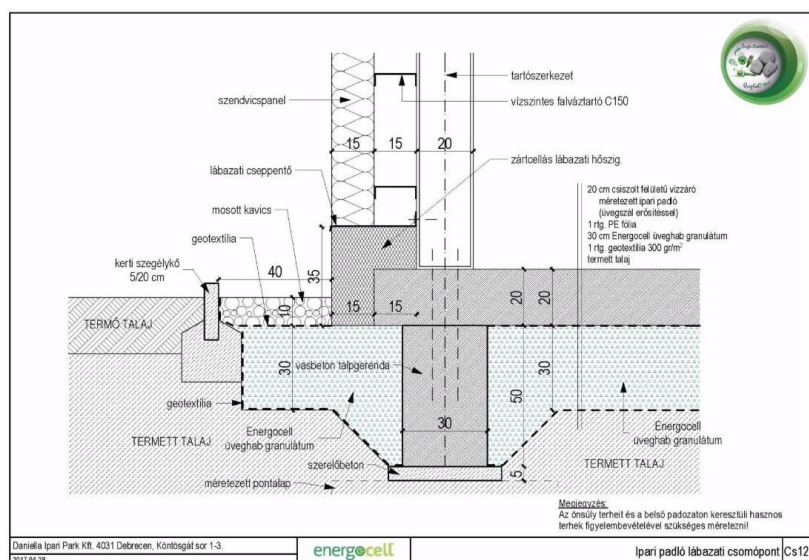 tartószerkezet
szendvicspanel
vízszintes falváztartó C150
15
15
20
lábazati cseppentő
zártcellás lábazati hőszig.
mosott kavics
geotextília
20 cm csiszolt felületű vízzáró
méretezett ipari padló
(üvegszál erősítéssel)
1 rtg. PE fólia
30 cm Energocell üveghab granulátum
1 rtg. geotextília 300 gr/m²
termett talaj
kerti szegélykő
5/20 cm
40
35
15
15
20
20
10
TERMŐ TALAJ
30
vasbeton talpgerenda
50
30
geotextília
Energocell
üveghab granulátum
30
Energocell
üveghab granulátum
TERMETT TALAJ
szerelőbeton
5
TERMETT TALAJ
méretezett pontalap
Megjegyzés:
Az önsúly terheit és a belső padozaton keresztüli hasznos
terhek figyelembevételével szükséges méretezni!
Daniella Ipari Park Kft. 4031 Debrecen, Köntösgát sor 1-3.
energocell
Ipari padló lábazati csomópont
Cs12